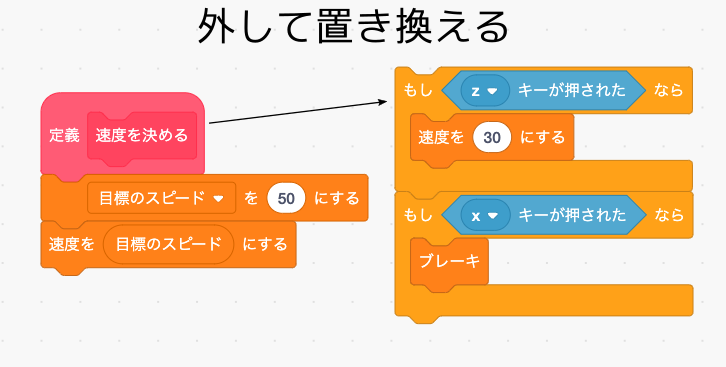 外して置き換える
定義 速度を決める
目標のスピード を 50 にする
速度を 目標のスピード にする
もし z キーが押された なら
速度を 30 にする
もし x キーが押された なら
ブレーキ